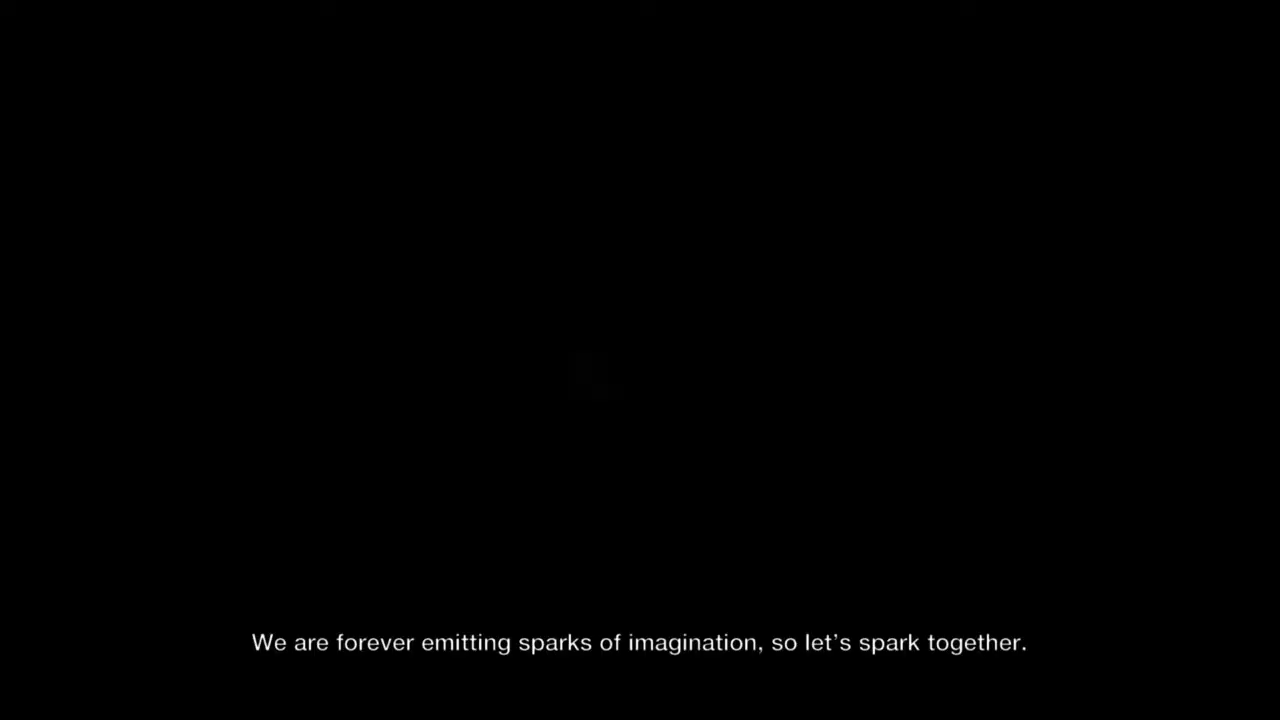 We are forever emitting sparks of imagination, so let’s spark together.